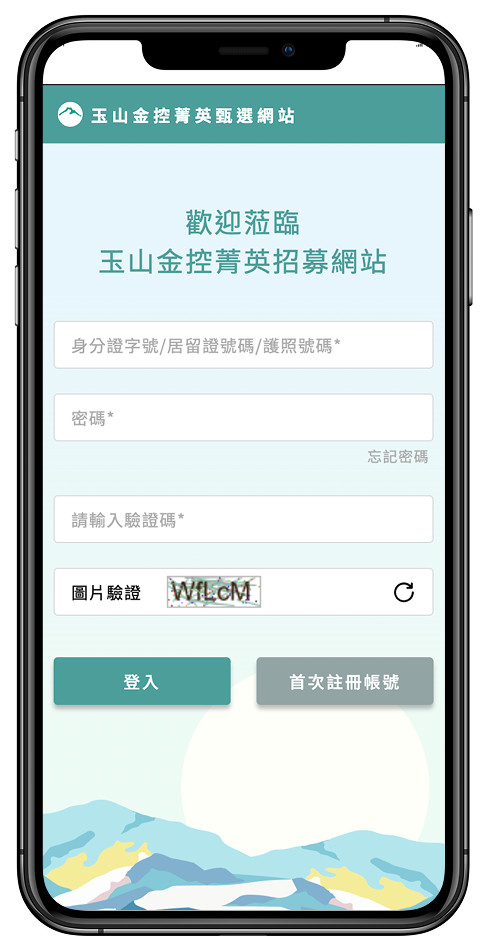 玉山金控菁英甄選網站
歡迎蒞臨
玉山金控菁英招募網站
身分證字號/居留證號碼/護照號碼*
密碼*
忘記密碼
請輸入驗證碼*
圖片驗證 WfLcM
登入 首次註冊帳號